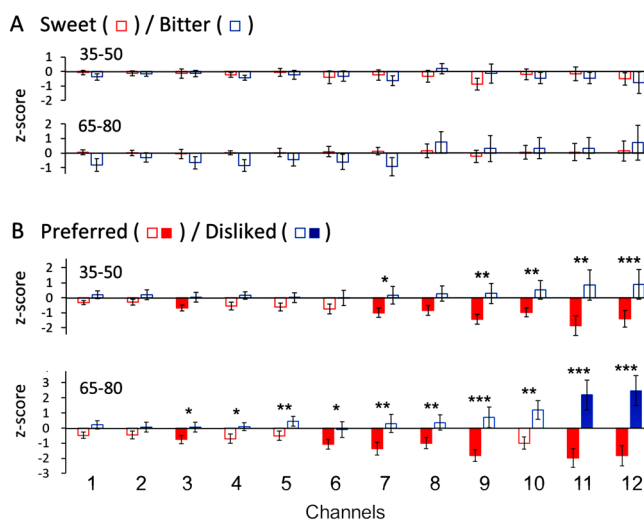 A Sweet ( ) / Bitter ( )
35-50
1
0
-1
z-score
65-80
2
1
0
-1
B Preferred ( ) / Disliked ( )
35-50
2
1
0
-1
-2
z-score
* ** ** ** ***
65-80
3
2
1
0
-1
-2
-3
z-score
* * ** * ** ** *** ** *** ***
1 2 3 4 5 6 7 8 9 10 11 12
Channels